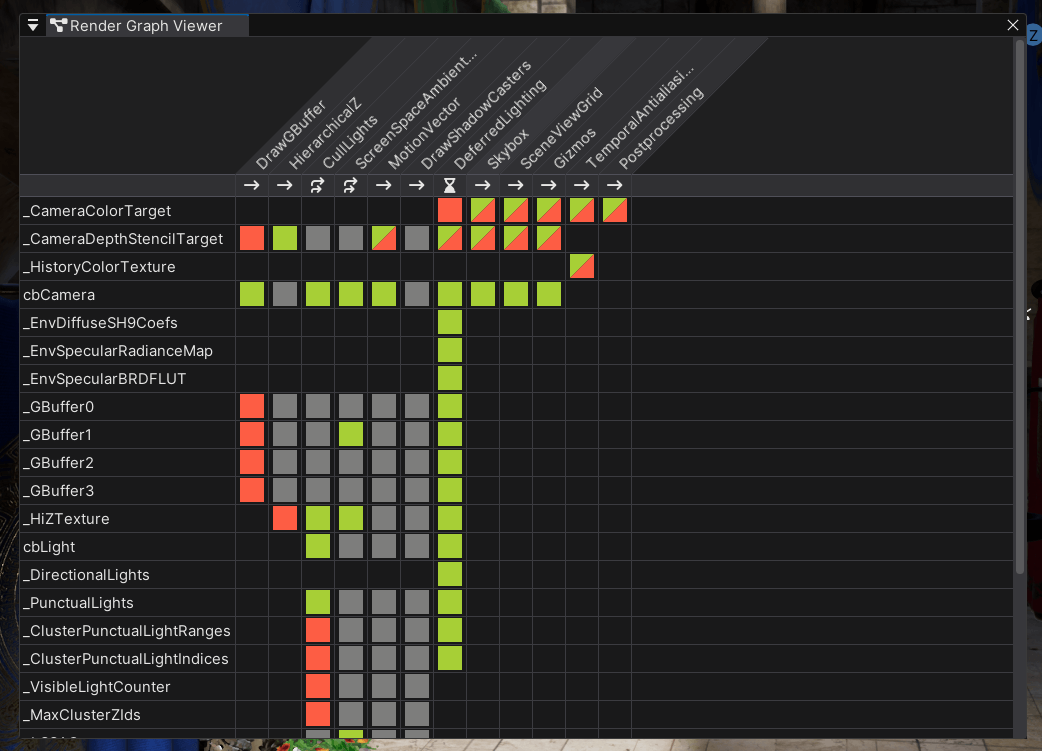 Render Graph Viewer
Z
DrawGBuffer
HierarchicalZ
CullLights
ScreenSpaceAmbient...
MotionVector
DrawShadowCasters
DeferredLighting
Skybox
SceneViewGrid
Gizmos
TemporalAntialiasi...
Postprocessing
_CameraColorTarget
_CameraDepthStencilTarget
_HistoryColorTexture
cbCamera
_EnvDiffuseSH9Coefs
_EnvSpecularRadianceMap
_EnvSpecularBRDFLUT
_GBuffer0
_GBuffer1
_GBuffer2
_GBuffer3
_HiZTexture
cbLight
_DirectionalLights
_PunctualLights
_ClusterPunctualLightRanges
_ClusterPunctualLightIndices
_VisibleLightCounter
_MaxClusterZIds